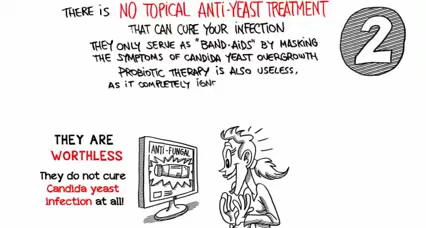 THERE is NO TOPICAL ANTI-YEAST TREATMENT
THAT CAN CURE YOUR INFECTION
THEY ONLY SERVE AS "BAND-AIDS" BY MASKING
THE SYMPTOMS OF CANDIDA YEAST OVERGROWTH
PROBIOTIC THERAPY IS ALSO USELESS,
AS IT COMPLETELY IGNO
2
THEY ARE
WORTHLESS
They do not cure
Candida yeast
infection at all!
ANTI-FUNGAL